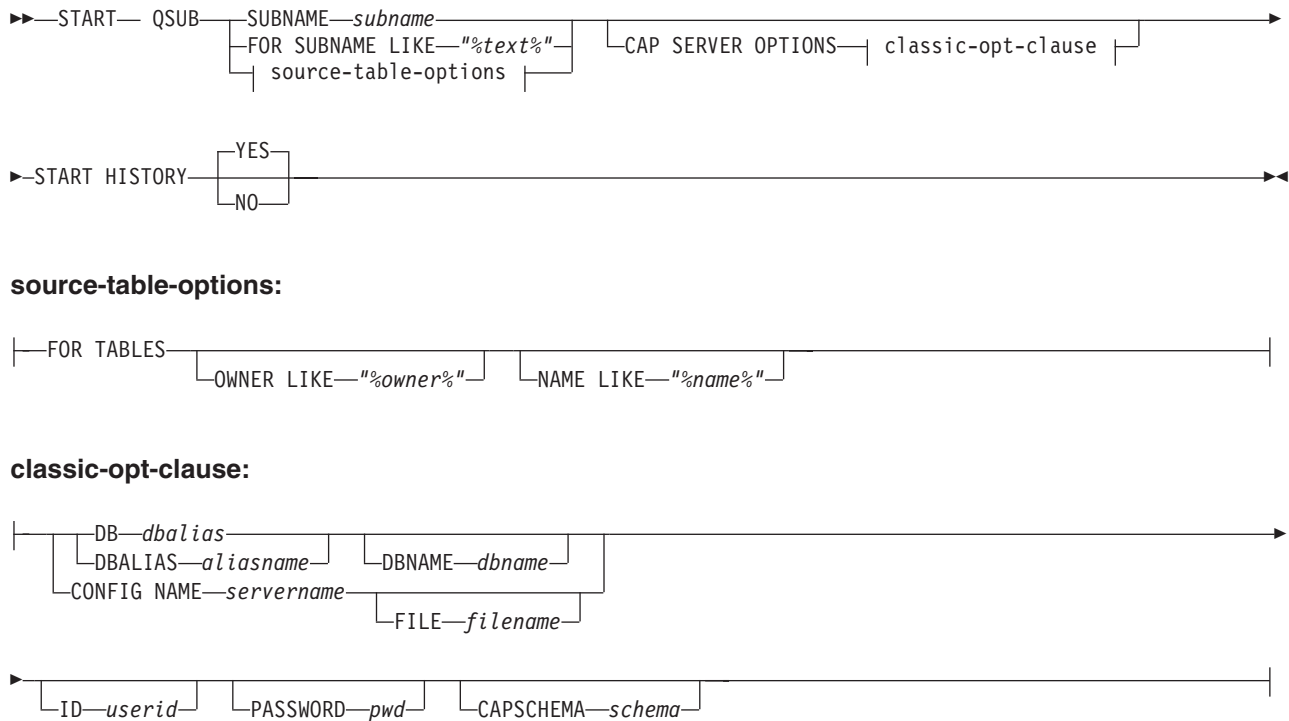 START QSUB SUBNAME subname
FOR SUBNAME LIKE "%text%"
source-table-options
CAP SERVER OPTIONS classic-opt-clause
START HISTORY YES
NO
source-table-options:
FOR TABLES
OWNER LIKE "%owner%" NAME LIKE "%name%"
classic-opt-clause:
DB dbalias
DBALIAS aliasname DBNAME dbname
CONFIG NAME servername
FILE filename
ID userid PASSWORD pwd CAPSCHEMA schema